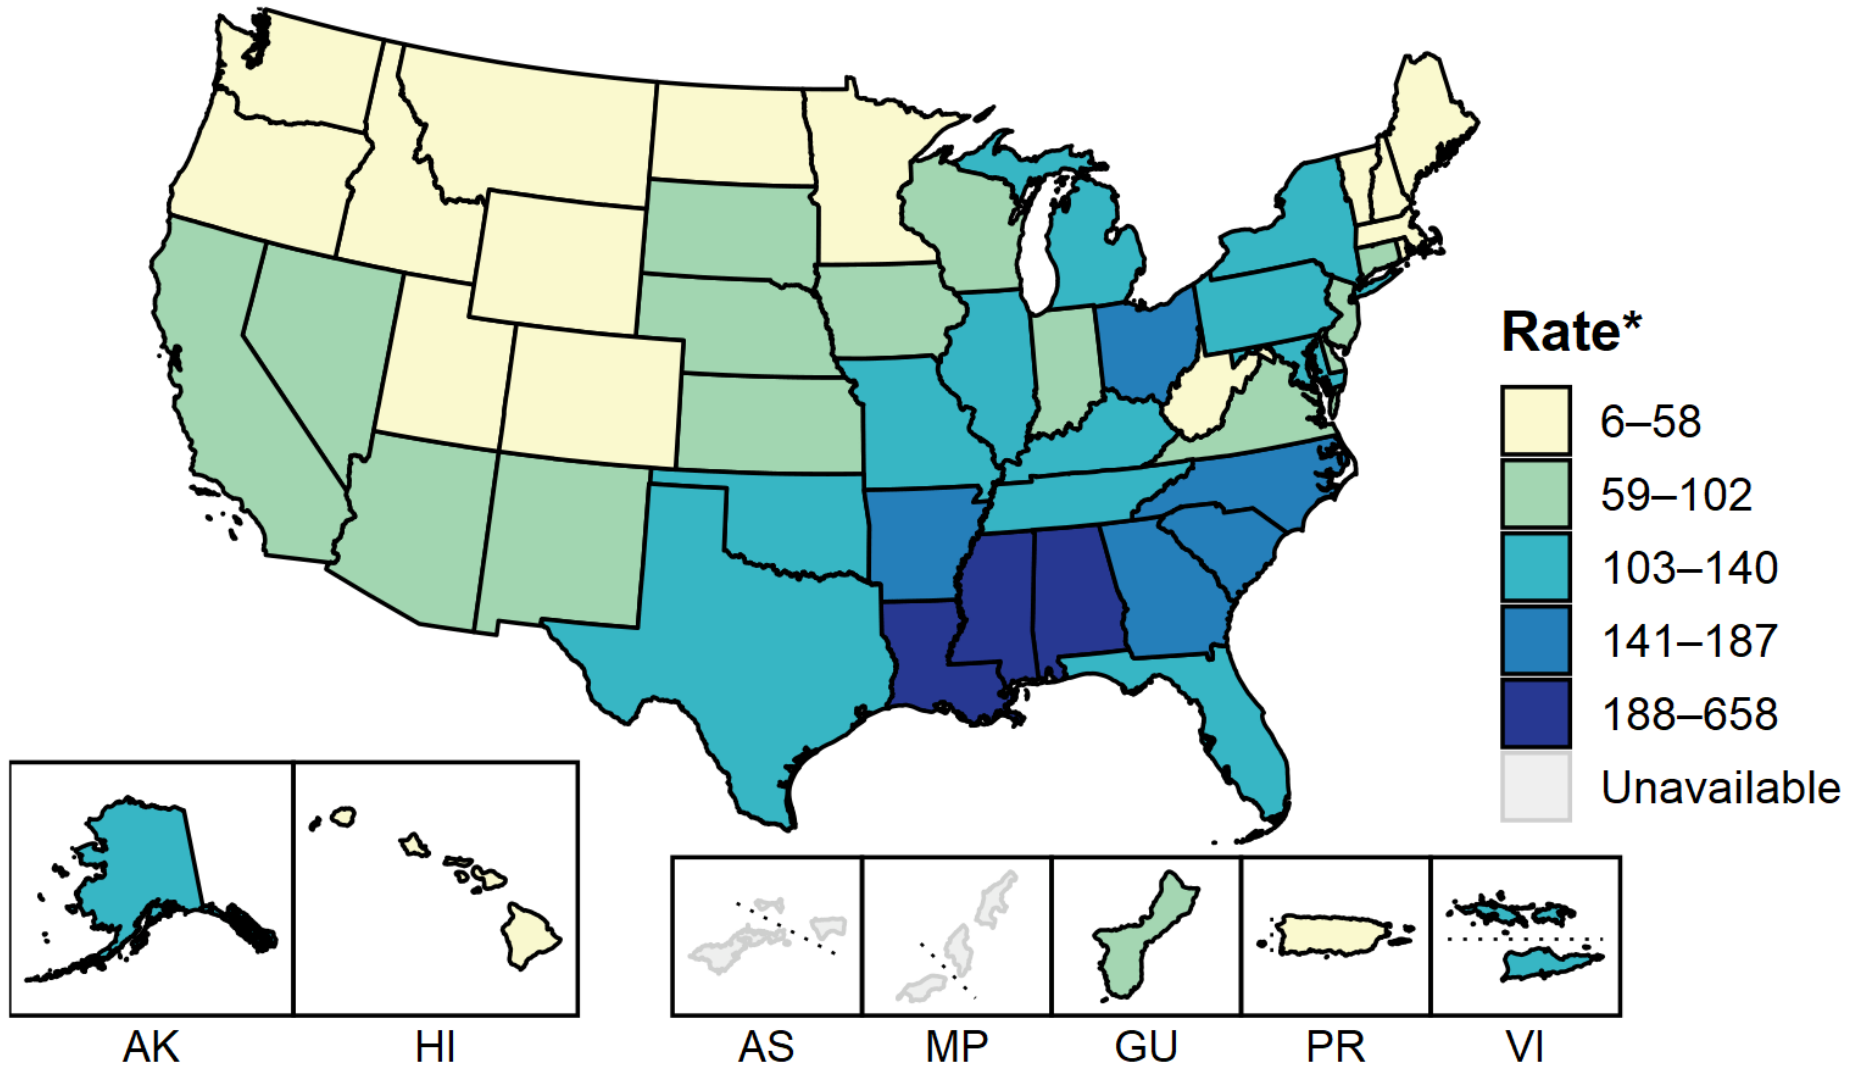 Rate*
6–58
59–102
103–140
141–187
188–658
Unavailable
AK HI AS MP GU PR VI